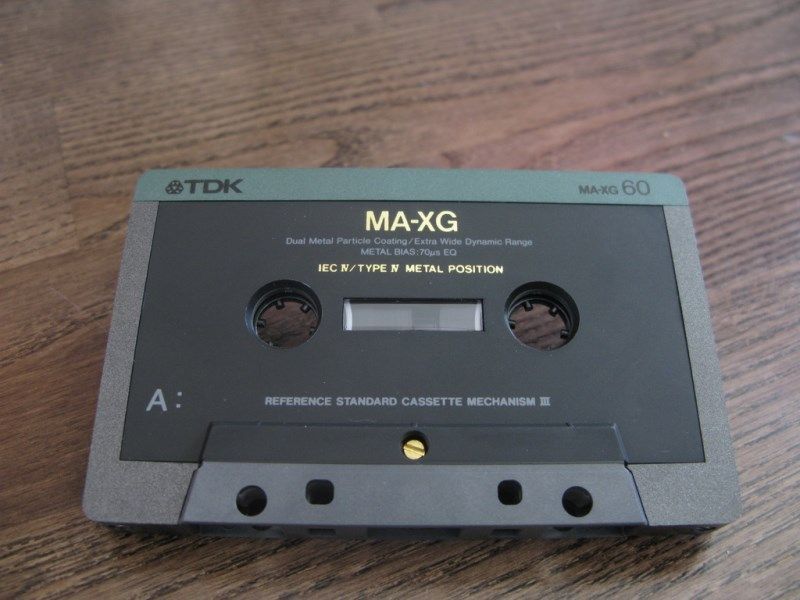 TDK
MA-XG 60
MA-XG
Dual Metal Particle Coating/Extra Wide Dynamic Range
METAL BIAS:70µs EQ
IEC Ⅳ/TYPE Ⅳ METAL POSITION
A:
REFERENCE STANDARD CASSETTE MECHANISM Ⅲ